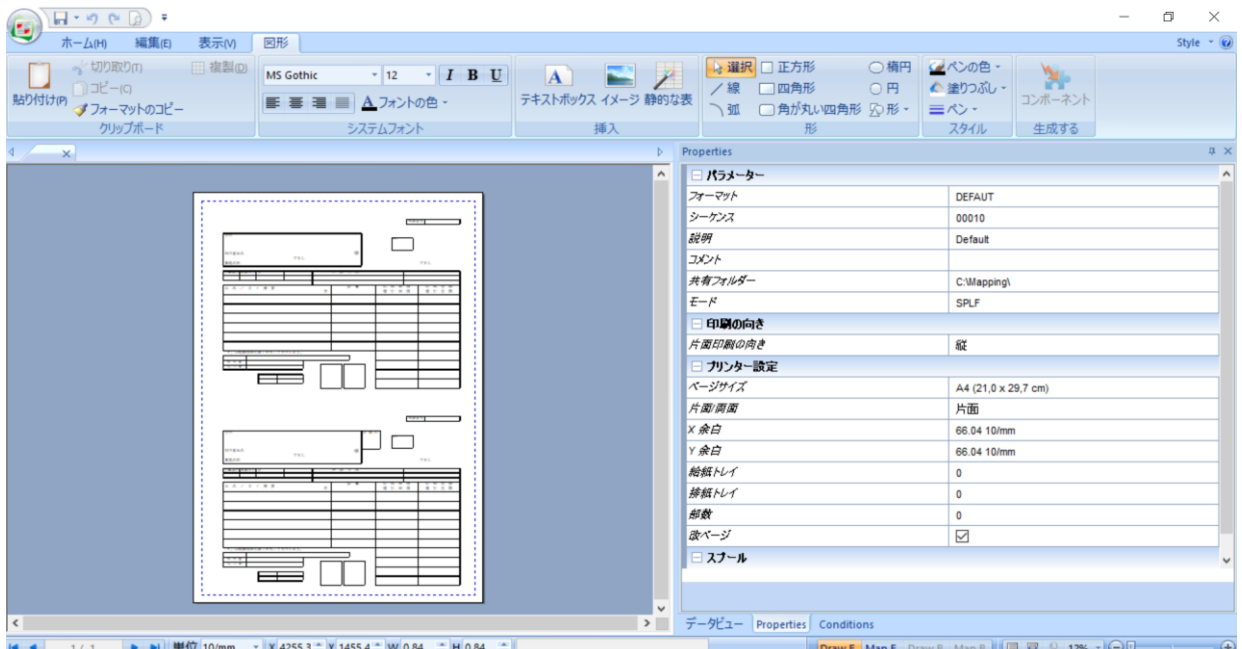 ホーム(H) 編集(E) 表示(V) 図形 Style
貼り付け(P)
切り取り(T)
コピー(C)
フォーマットのコピー
複製(D)
クリップボード
MS Gothic 12 I B U
A フォントの色
システムフォント
テキストボックス イメージ 静的な表
挿入
選択 正方形 楕円
線 四角形 円
弧 角が丸い四角形 形
形
ペンの色
塗りつぶし
ペン
スタイル
コンポーネント
生成する
Properties
パラメーター
フォーマット DEFAUT
シーケンス 00010
説明 Default
コメント
共有フォルダー C:\Mapping\
モード SPLF
印刷の向き
片面印刷の向き 縦
プリンター設定
ページサイズ A4 (21,0 x 29,7 cm)
片面/両面 片面
X 余白 66.04 10/mm
Y 余白 66.04 10/mm
給紙トレイ 0
排紙トレイ 0
部数 0
改ページ
スプール
データビュー Properties Conditions
1 / 1 単位 10/mm X 4255.3 Y 1455.4 W 0.84 H 0.84 Draw F Map F Draw B Map B 12%